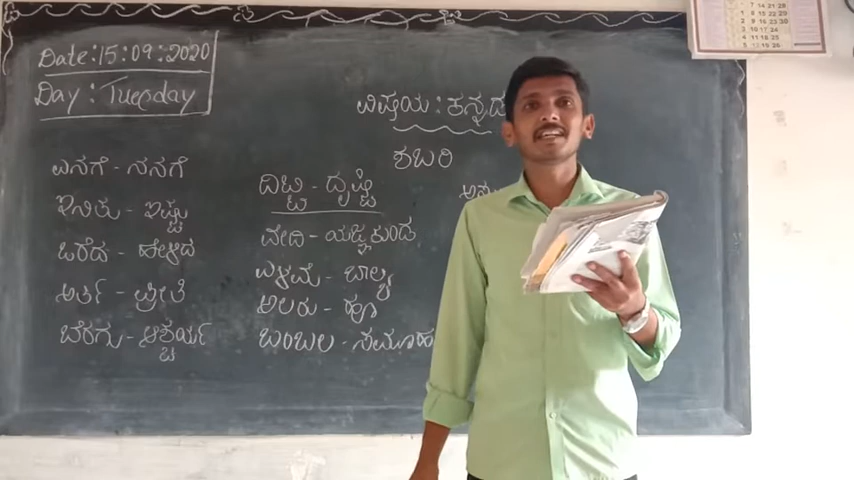 Date: 15.09.2020
Day : Tuesday
ವಿಷಯ : ಕನ್ನಡ
ಶಬರಿ
ಎನಗೆ - ನನಗೆ
ಇನಿತು - ಇಷ್ಟು
ಒರೆದ - ಹೇಳಿದ
ಅರ್ತಿ - ಪ್ರೀತಿ
ಬೆರಗು - ಆಶ್ಚರ್ಯ
ದಿಟ್ಟಿ - ದೃಷ್ಟಿ
ವೇದಿ - ಯಜ್ಞಕುಂಡ
ಎಳಮೆ - ಬಾಲ್ಯ
ಅಲರು - ಹೂ
ಬಂಬಲ - ಸಮೂಹ